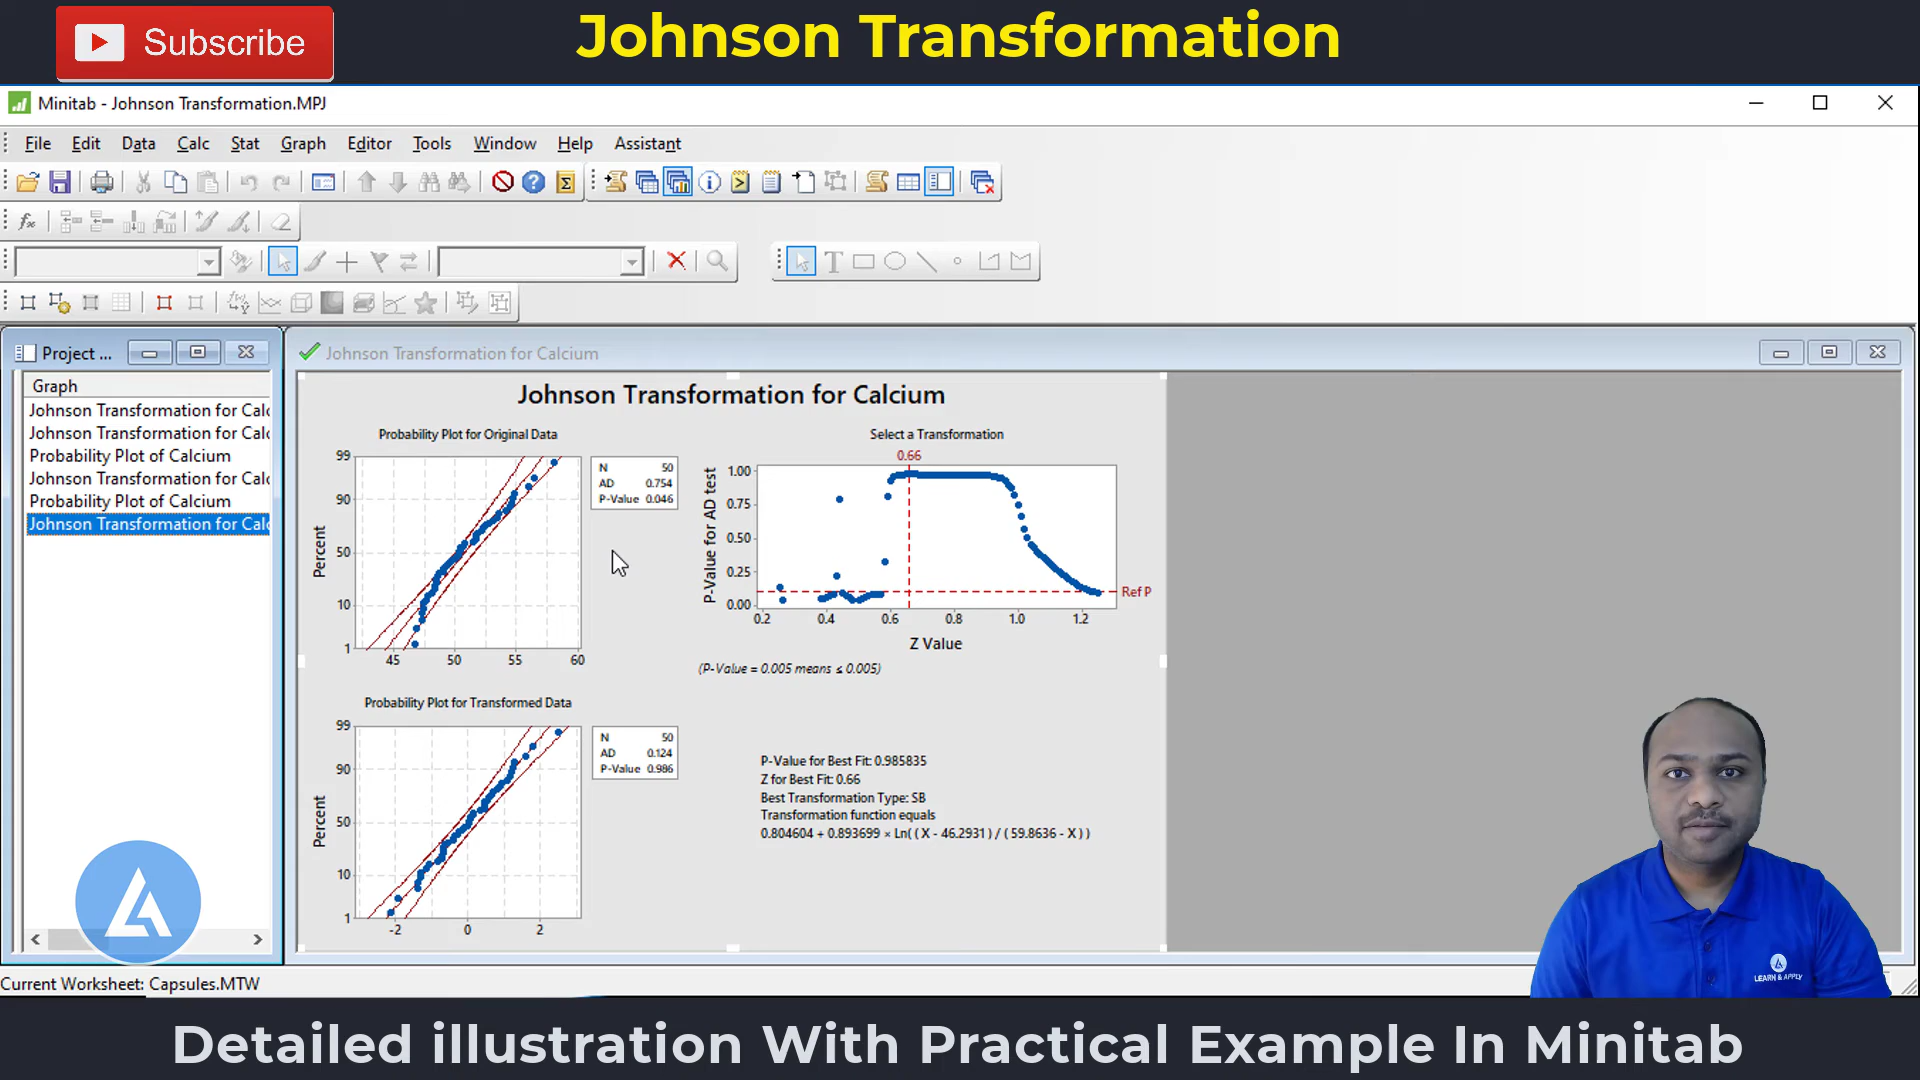 Subscribe
Johnson Transformation
Minitab - Johnson Transformation.MPJ
File Edit Data Calc Stat Graph Editor Tools Window Help Assistant
Project ...
Johnson Transformation for Calcium
Graph
Johnson Transformation for Calc
Johnson Transformation for Calc
Probability Plot of Calcium
Johnson Transformation for Calc
Probability Plot of Calcium
Johnson Transformation for Calc
Johnson Transformation for Calcium
Probability Plot for Original Data
99
90
50
10
1
Percent
45 50 55 60
N 50
AD 0.754
P-Value 0.046
Select a Transformation
0.66
1.00
0.75
0.50
0.25
0.00
P-Value for AD test
Ref P
0.2 0.4 0.6 0.8 1.0 1.2
Z Value
(P-Value = 0.005 means ≤ 0.005)
Probability Plot for Transformed Data
99
90
50
10
1
Percent
-2 0 2
N 50
AD 0.124
P-Value 0.986
P-Value for Best Fit: 0.985835
Z for Best Fit: 0.66
Best Transformation Type: SB
Transformation function equals
0.804604 + 0.893699 × Ln( ( X - 46.2931 ) / ( 59.8636 - X ) )
LEARN & APPLY
Current Worksheet: Capsules.MTW
Detailed illustration With Practical Example In Minitab